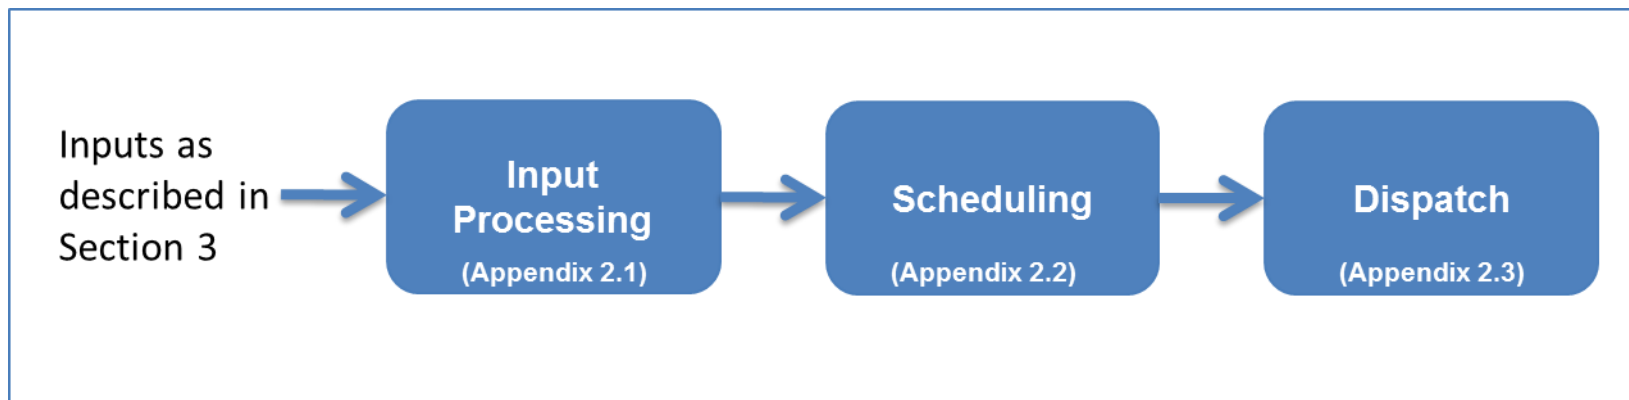 Inputs as
described in
Section 3
Input
Processing
(Appendix 2.1)
Scheduling
(Appendix 2.2)
Dispatch
(Appendix 2.3)